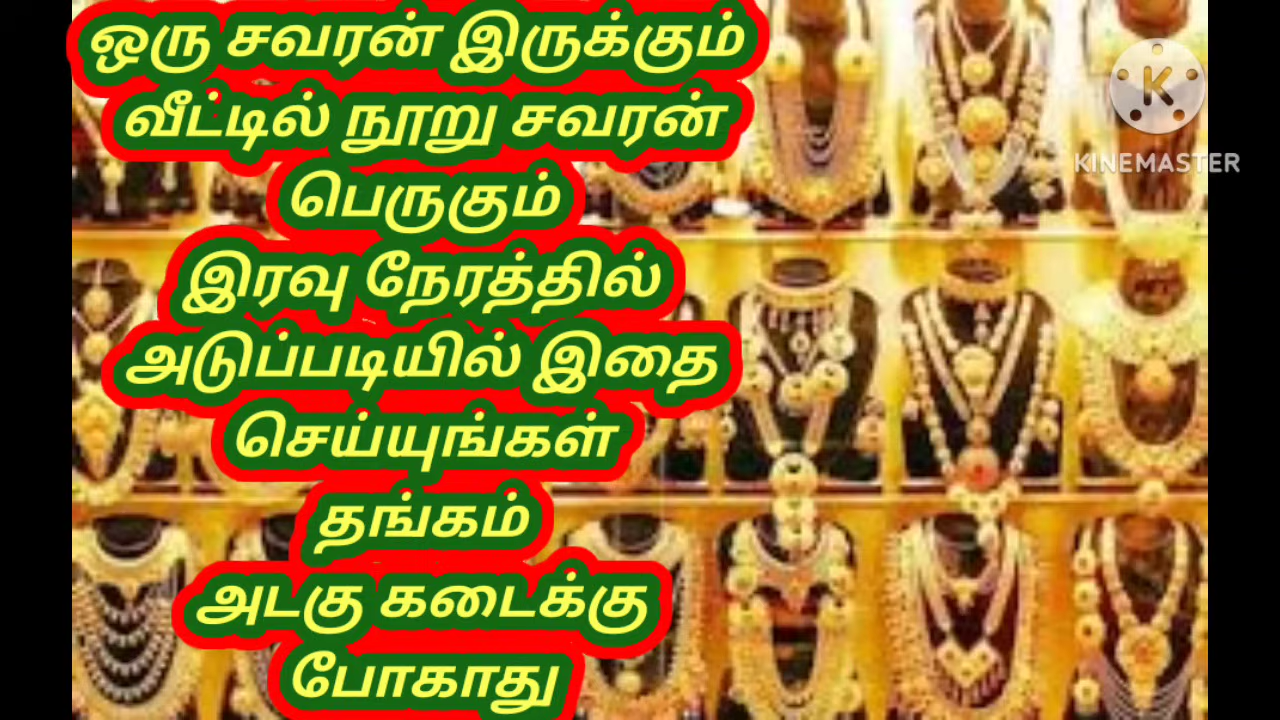 ஒரு சவரன் இருக்கும்
வீட்டில் நூறு சவரன்
பெருகும்
இரவு நேரத்தில்
அடுப்படியில் இதை
செய்யுங்கள்
தங்கம்
அடகு கடைக்கு
போகாது
K
KINEMASTER